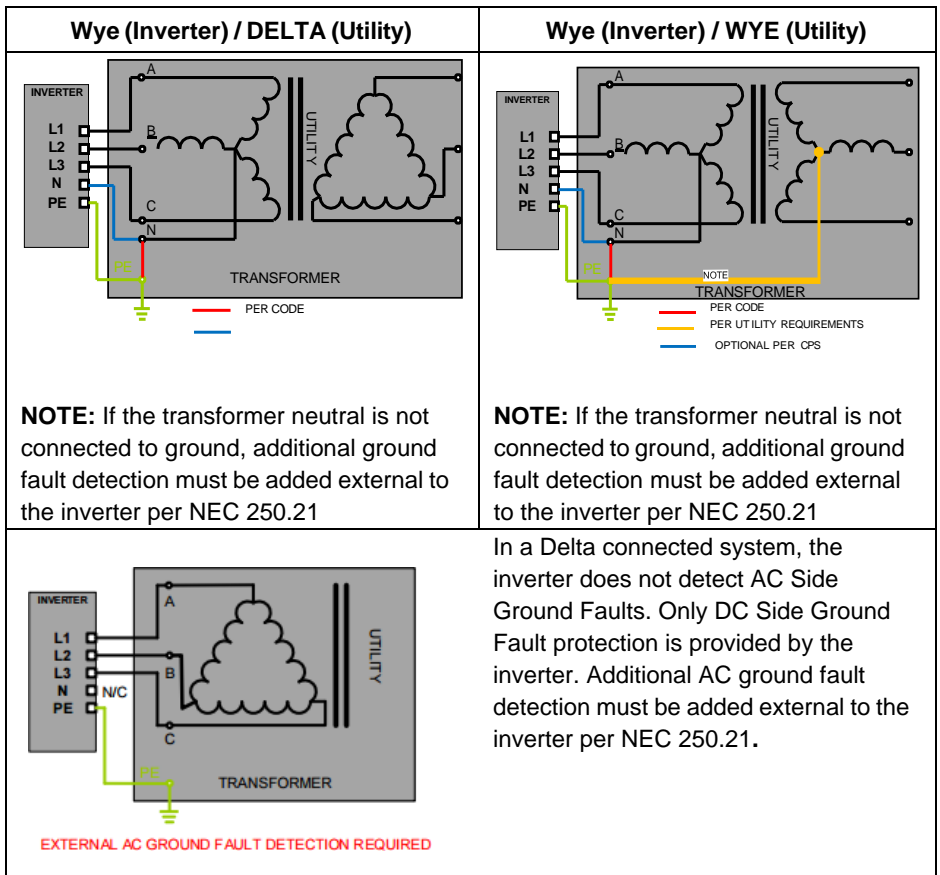 Wye (Inverter) / DELTA (Utility)
INVERTER
L1
L2
L3
N
PE
A
B
C
N
UTILITY
PE
TRANSFORMER
PER CODE
NOTE: If the transformer neutral is not
connected to ground, additional ground
fault detection must be added external to
the inverter per NEC 250.21
Wye (Inverter) / WYE (Utility)
INVERTER
L1
L2
L3
N
PE
A
B
C
N
UTILITY
PE
NOTE
TRANSFORMER
PER CODE
PER UTILITY REQUIREMENTS
OPTIONAL PER CPS
NOTE: If the transformer neutral is not
connected to ground, additional ground
fault detection must be added external
to the inverter per NEC 250.21
INVERTER
L1
L2
L3
N
PE
N/C
A
B
C
UTILITY
PE
TRANSFORMER
EXTERNAL AC GROUND FAULT DETECTION REQUIRED
In a Delta connected system, the
inverter does not detect AC Side
Ground Faults. Only DC Side Ground
Fault protection is provided by the
inverter. Additional AC ground fault
detection must be added external to the
inverter per NEC 250.21.